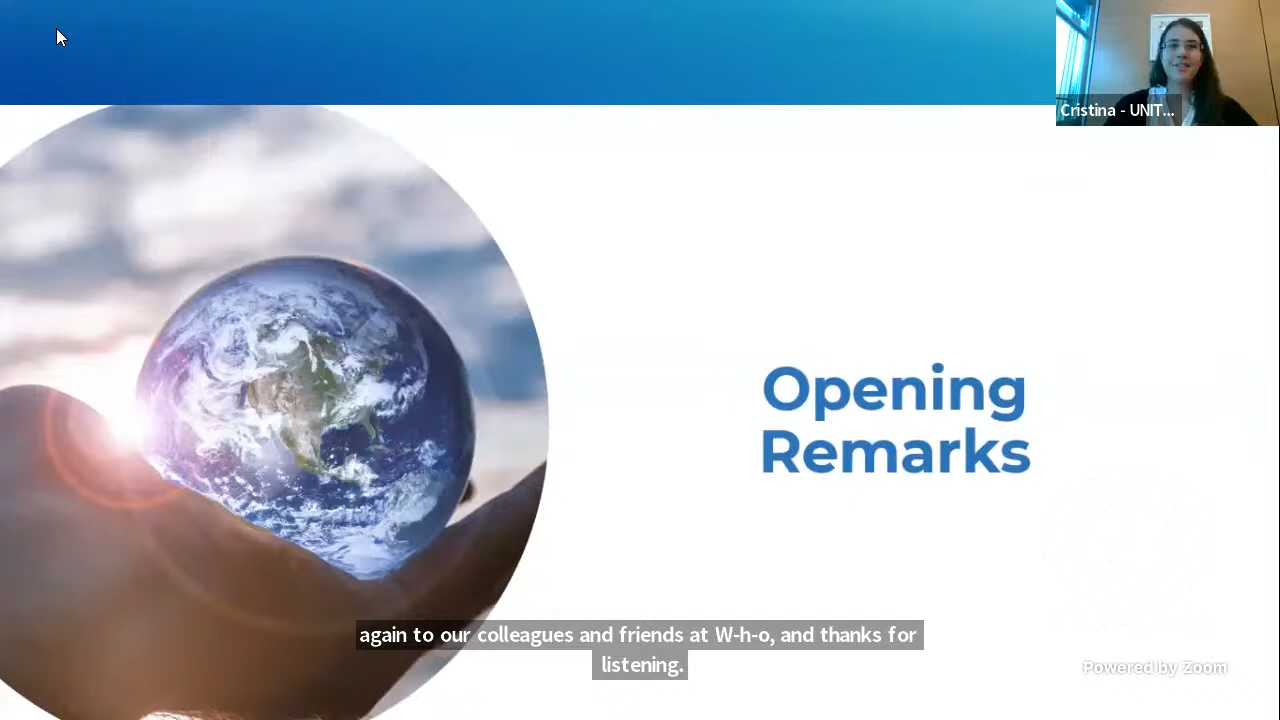 Cristina - UNIT...
Opening
Remarks
again to our colleagues and friends at W-h-o, and thanks for
listening.
Powered by Zoom